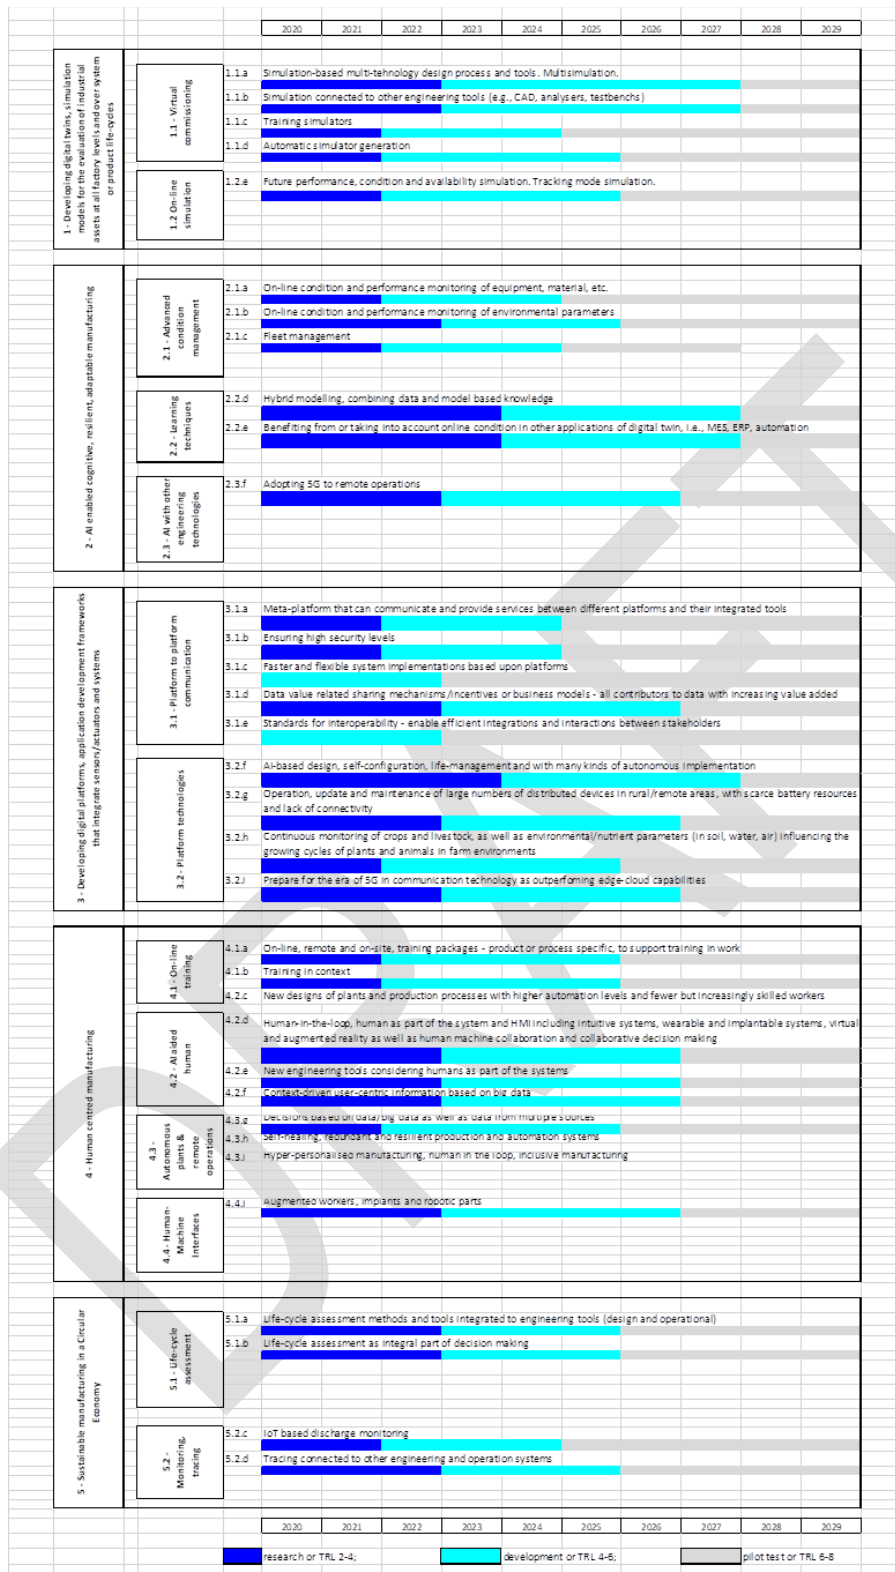 2020 2021 2022 2023 2024 2025 2026 2027 2028 2029
1 - Developing digital twins, simulation
models for the evaluation of industrial
assets at all factory levels and over system
or product life-cycles
1.1 - Virtual
commissioning
1.1.a Simulation-based multi-tehnology design process and tools. Multisimulation.
1.1.b Simulation connected to other engineering tools (e.g., CAD, analysers, testbenchs)
1.1.c Training simulators
1.1.d Automatic simulator generation
1.2 On-line
simulation
1.2.e Future performance, condition and availability simulation. Tracking mode simulation.
2 - AI enabled cognitive, resilient, adaptable manufacturing
2.1 - Advanced
condition
management
2.1.a On-line condition and performance monitoring of equipment, material, etc.
2.1.b On-line condition and performance monitoring of environmental parameters
2.1.c Fleet management
2.2 - Learning
techniques
2.2.d Hybrid modelling, combining data and model based knowledge
2.2.e Benefiting from or taking into account online condition in other applications of digital twin, i.e., MES, ERP, automation
2.3 - AI with other
engineering
technologies
2.3.f Adopting 5G to remote operations
3 - Developing digital platforms, application development frameworks
that integrate sensors/actuators and systems
3.1 - Platform to platform
communication
3.1.a Meta-platform that can communicate and provide services between different platforms and their integrated tools
3.1.b Ensuring high security levels
3.1.c Faster and flexible system implementations based upon platforms
3.1.d Data value related sharing mechanisms/incentives or business models - all contributors to data with increasing value added
3.1.e Standards for interoperability - enable efficient integrations and interactions between stakeholders
3.2 - Platform technologies
3.2.f AI-based design, self-configuration, life-management and with many kinds of autonomous implementation
3.2.g Operation, update and maintenance of large numbers of distributed devices in rural/remote areas, with scarce battery resources
and lack of connectivity
3.2.h Continuous monitoring of crops and livestock, as well as environmental/nutrient parameters (in soil, water, air) influencing the
growing cycles of plants and animals in farm environments
3.2.i Prepare for the era of 5G in communication technology as outperfoming edge-cloud capabilities
4 - Human centred manufacturing
4.1 - On-line
training
4.1.a On-line, remote and on-site, training packages - product or process specific, to support training in work
4.1.b Training in context
4.2.c New designs of plants and production processes with higher automation levels and fewer but increasingly skilled workers
4.2 - AI aided
human
4.2.d Human-in-the-loop, human as part of the system and HMI including intuitive systems, wearable and implantable systems, virtual
and augmented reality as well as human machine collaboration and collaborative decision making
4.2.e New engineering tools considering humans as part of the systems
4.2.f Context-driven user-centric information based on big data
4.3 -
Autonomous
plants &
remote
operations
4.3.g Decisions based on data/big data as well as data from multiple sources
4.3.h Self-healing, redundant and resilient production and automation systems
4.3.i Hyper-personalised manufacturing, human in the loop, inclusive manufacturing
4.4 - Human-
Machine
Interfaces
4.4.i Augmented workers, implants and robotic parts
5 - Sustainable manufacturing in a Circular
Economy
5.1 - Life-cycle
assessment
5.1.a Life-cycle assessment methods and tools integrated to engineering tools (design and operational)
5.1.b Life-cycle assessment as integral part of decision making
5.2 -
Monitoring,
tracing
5.2.c IoT based discharge monitoring
5.2.d Tracing connected to other engineering and operation systems
2020 2021 2022 2023 2024 2025 2026 2027 2028 2029
research or TRL 2-4; development or TRL 4-6; pilot test or TRL 6-8
DRAFT